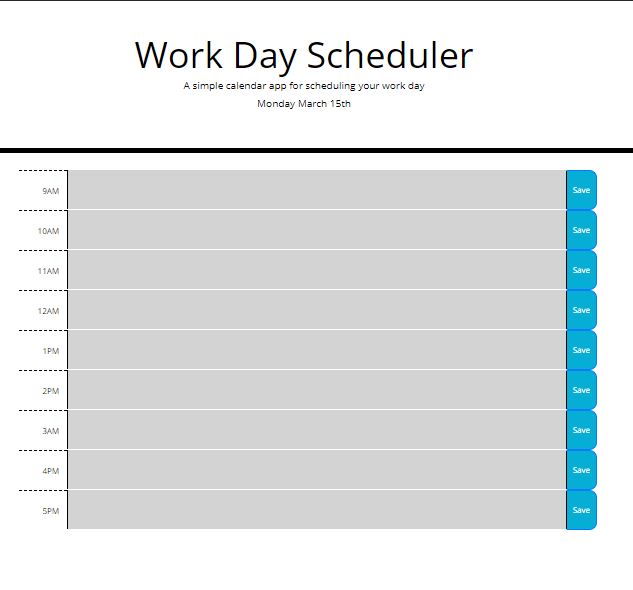 Work Day Scheduler
A simple calendar app for scheduling your work day
Monday March 15th
9AM Save
10AM Save
11AM Save
12AM Save
1PM Save
2PM Save
3AM Save
4PM Save
5PM Save